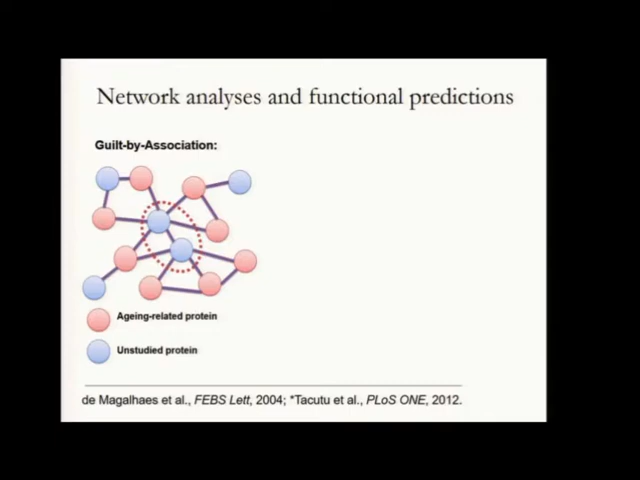 Network analyses and functional predictions
Guilt-by-Association:
Ageing-related protein
Unstudied protein
de Magalhaes et al., FEBS Lett, 2004; *Tacutu et al., PLoS ONE, 2012.